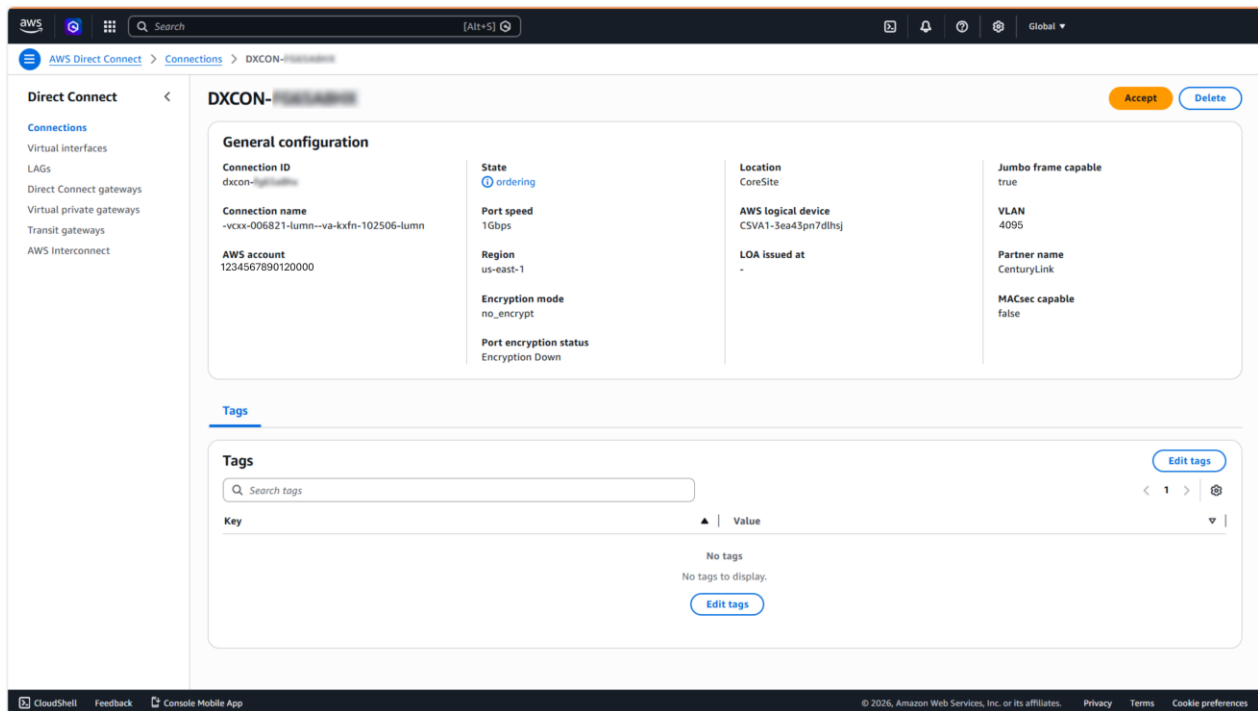 aws
Search
[Alt+S]
Global
AWS Direct Connect > Connections > DXCON-
Direct Connect
Connections
Virtual interfaces
LAGs
Direct Connect gateways
Virtual private gateways
Transit gateways
AWS Interconnect
DXCON-
Accept
Delete
General configuration
Connection ID
dxcon-
Connection name
-vcxx-006821-lumn--va-kxfn-102506-lumn
AWS account
1234567890120000
State
ordering
Port speed
1Gbps
Region
us-east-1
Encryption mode
no_encrypt
Port encryption status
Encryption Down
Location
CoreSite
AWS logical device
CSVA1-3ea43pn7dlhsj
LOA issued at
-
Jumbo frame capable
true
VLAN
4095
Partner name
CenturyLink
MACsec capable
false
Tags
Tags
Edit tags
Search tags
< 1 >
Key
Value
No tags
No tags to display.
Edit tags
CloudShell Feedback Console Mobile App
© 2026, Amazon Web Services, Inc. or its affiliates. Privacy Terms Cookie preferences